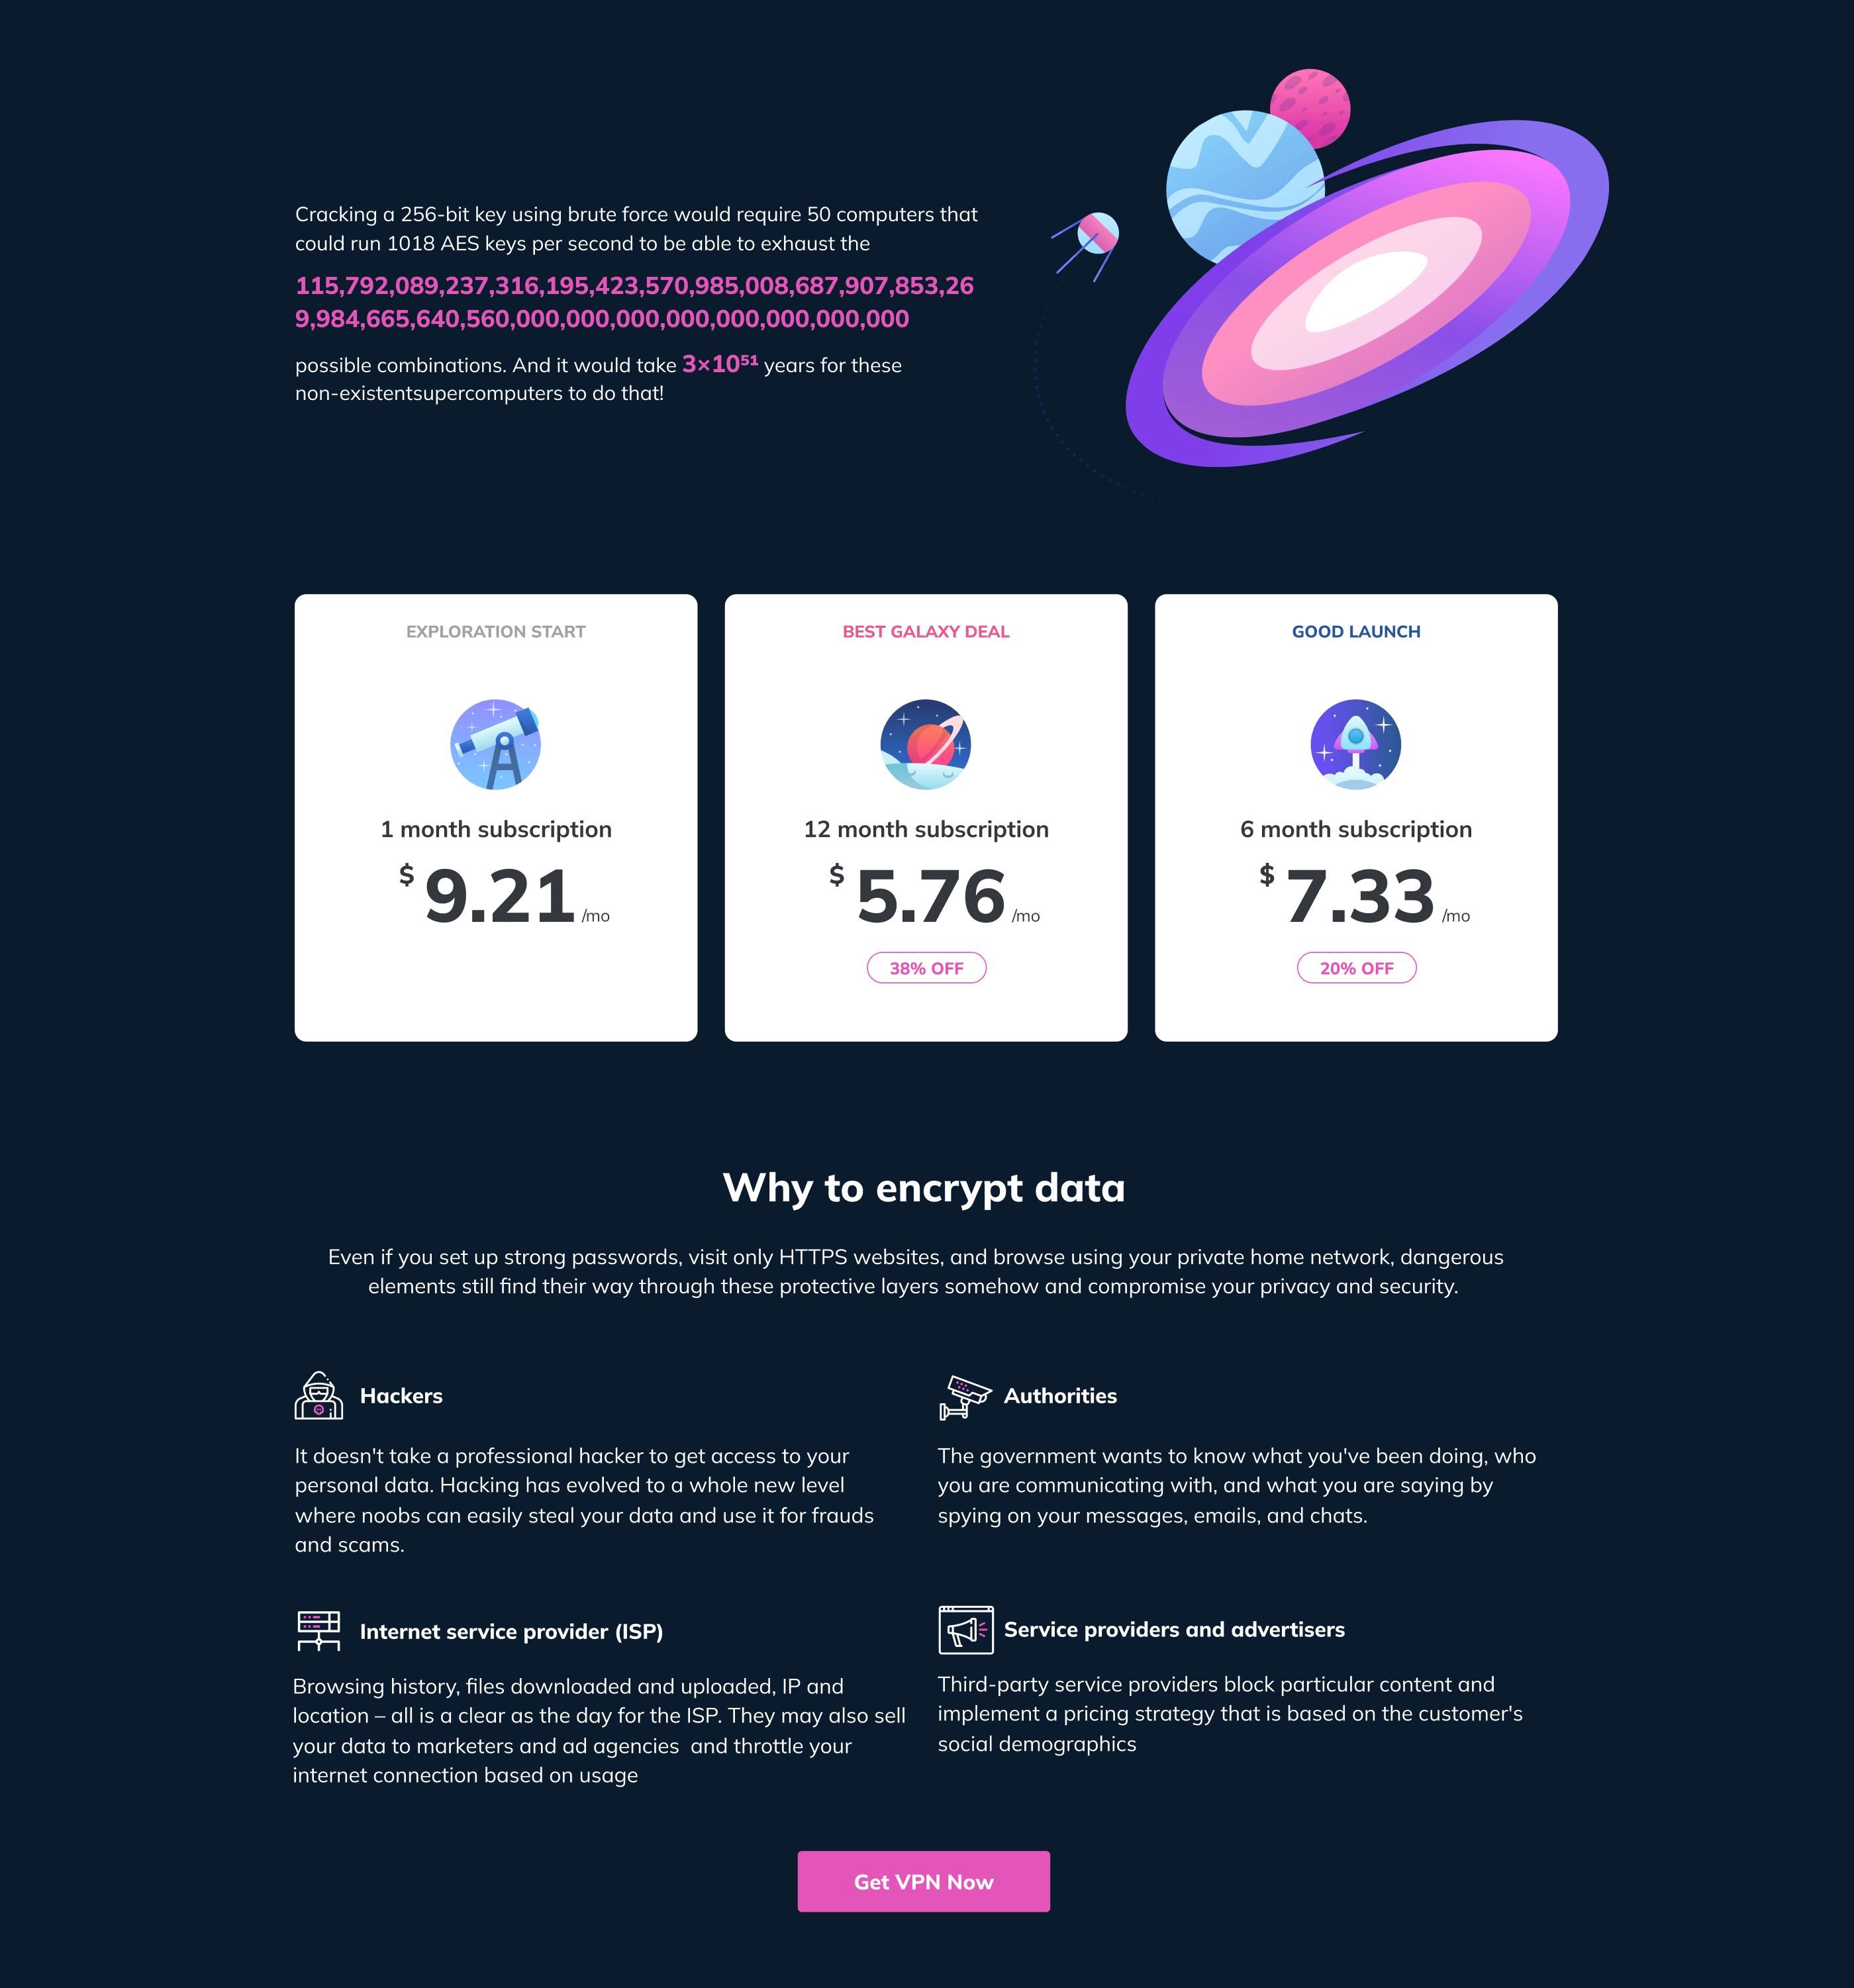 Cracking a 256-bit key using brute force would require 50 computers that
could run 1018 AES keys per second to be able to exhaust the
115,792,089,237,316,195,423,570,985,008,687,907,853,26
9,984,665,640,560,000,000,000,000,000,000,000,000
possible combinations. And it would take 3×10⁵¹ years for these
non-existentsupercomputers to do that!
EXPLORATION START
1 month subscription
$ 9.21 /mo
BEST GALAXY DEAL
12 month subscription
$ 5.76 /mo
38% OFF
GOOD LAUNCH
6 month subscription
$ 7.33 /mo
20% OFF
Why to encrypt data
Even if you set up strong passwords, visit only HTTPS websites, and browse using your private home network, dangerous
elements still find their way through these protective layers somehow and compromise your privacy and security.
Hackers
It doesn't take a professional hacker to get access to your
personal data. Hacking has evolved to a whole new level
where noobs can easily steal your data and use it for frauds
and scams.
Authorities
The government wants to know what you've been doing, who
you are communicating with, and what you are saying by
spying on your messages, emails, and chats.
Internet service provider (ISP)
Browsing history, files downloaded and uploaded, IP and
location – all is a clear as the day for the ISP. They may also sell
your data to marketers and ad agencies  and throttle your
internet connection based on usage
Service providers and advertisers
Third-party service providers block particular content and
implement a pricing strategy that is based on the customer's
social demographics
Get VPN Now